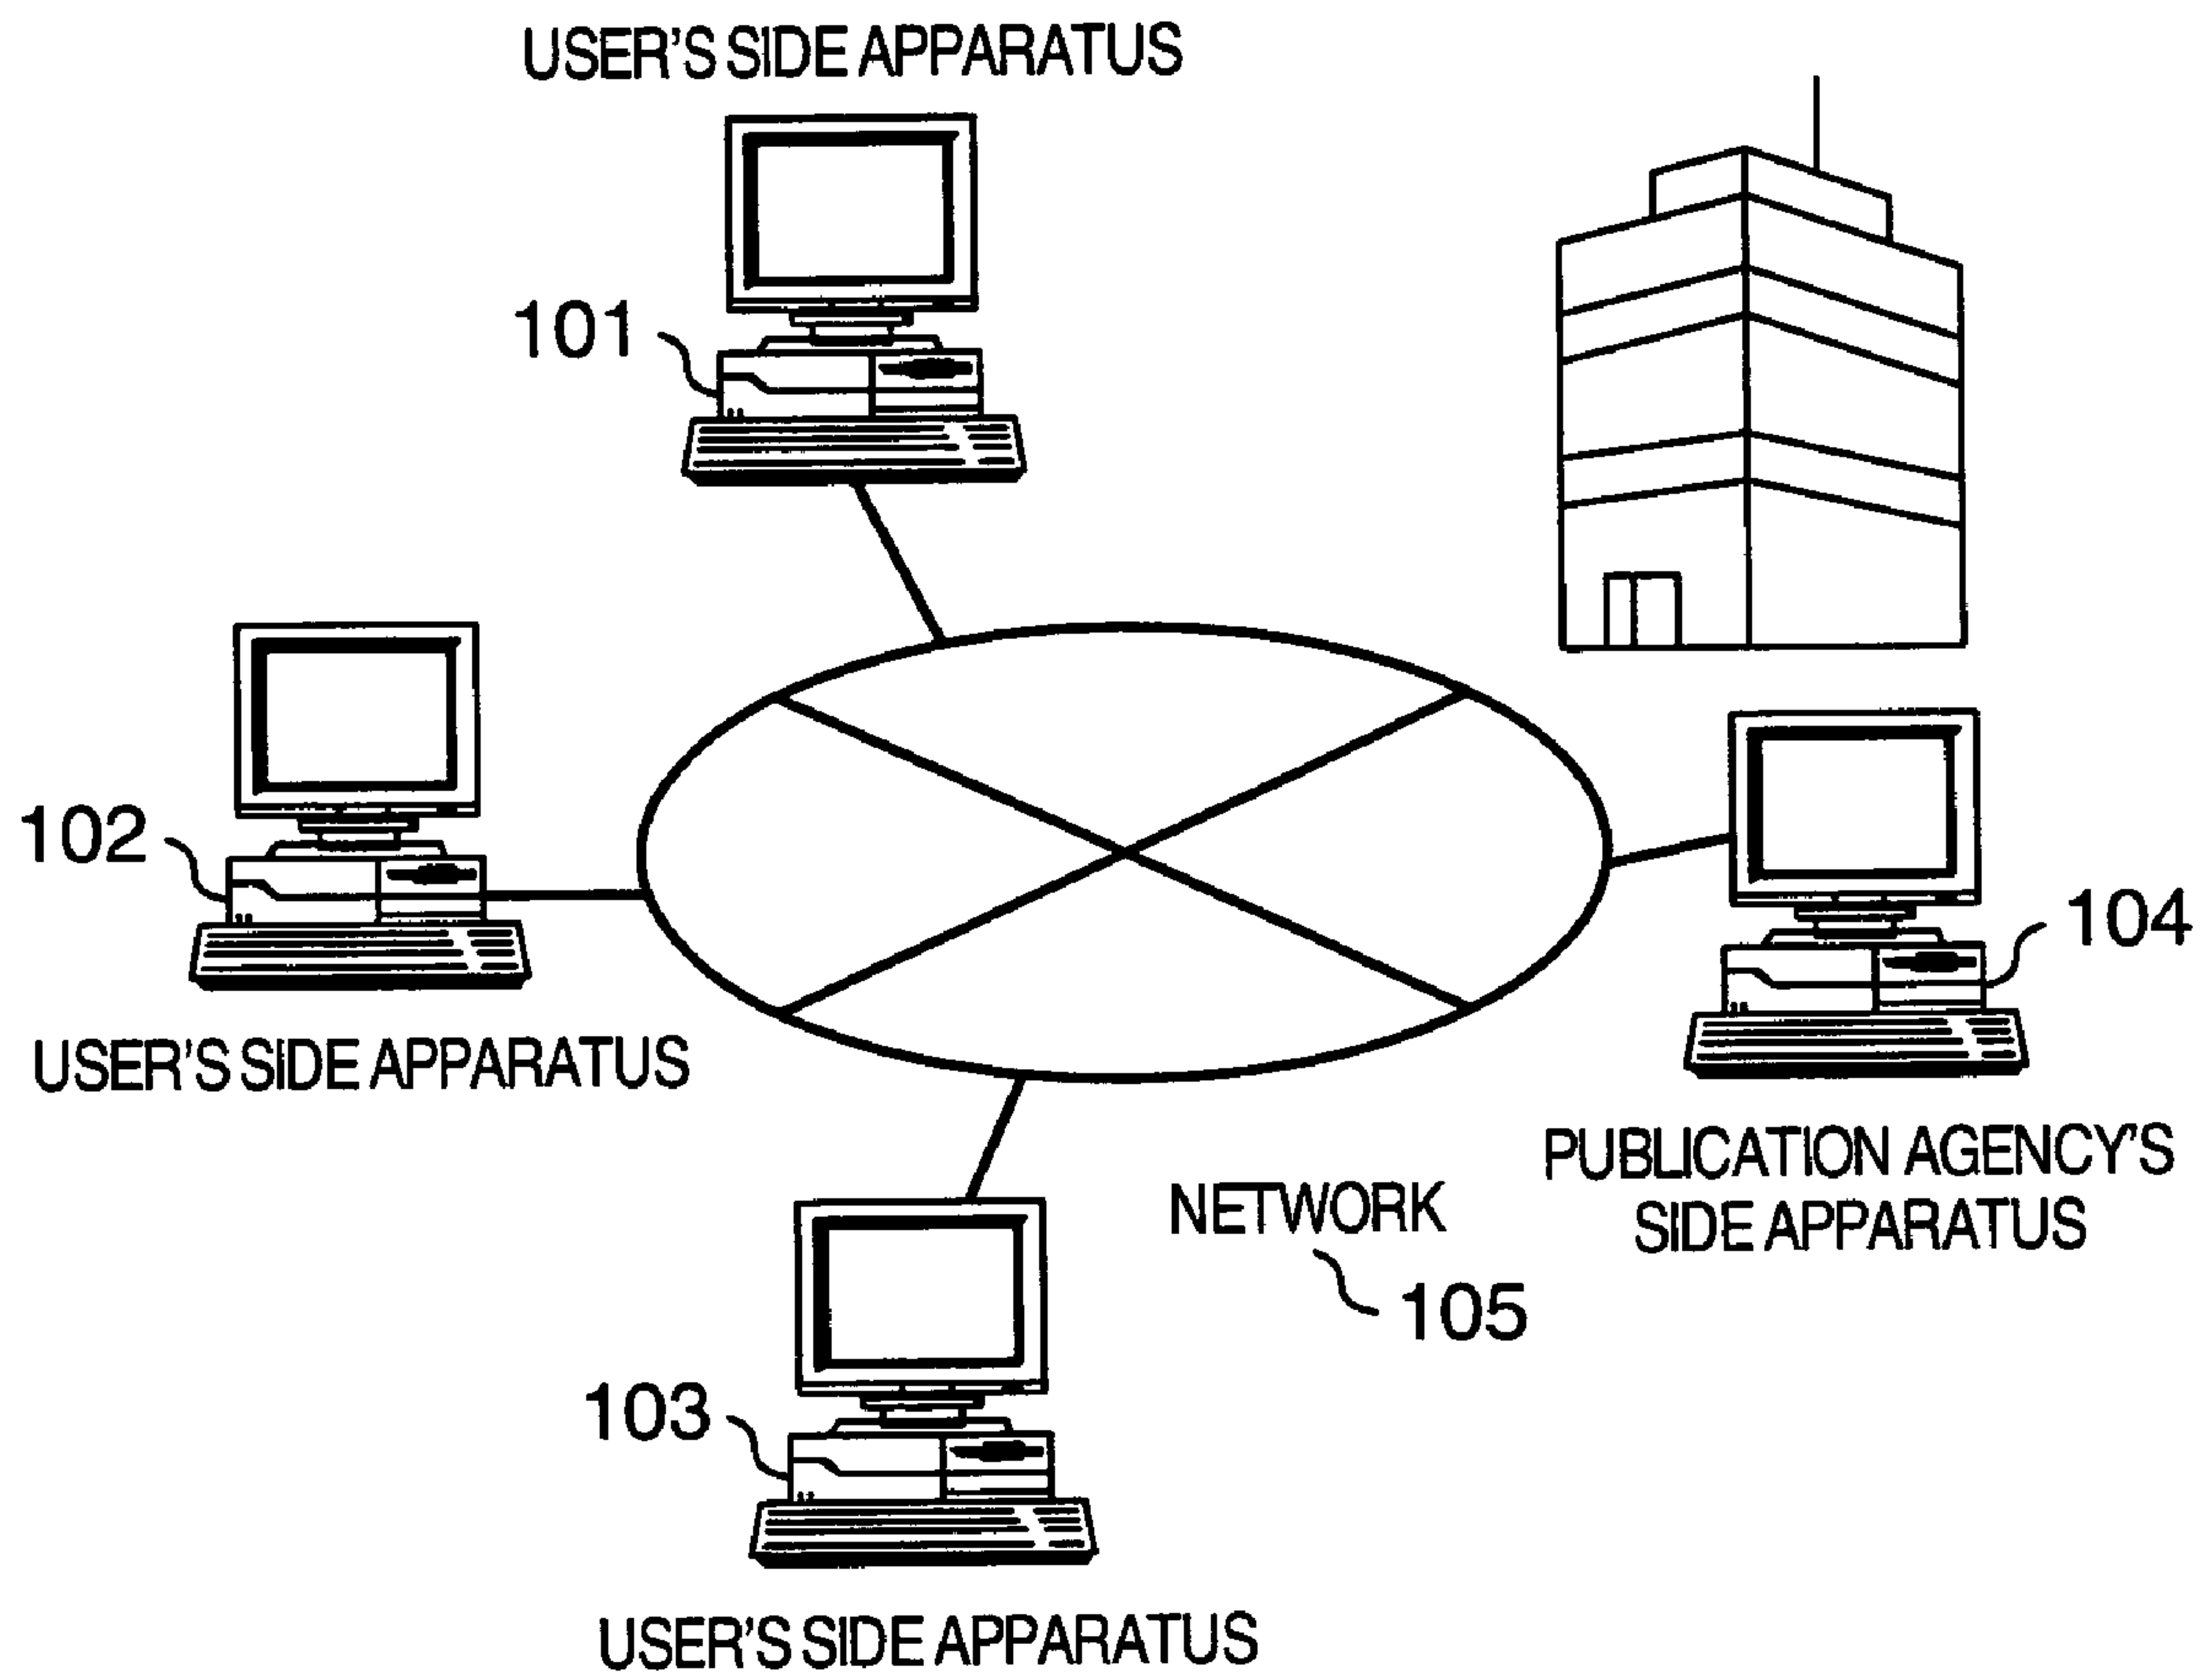 USER'S SIDE APPARATUS
101
102
104
USER'S SIDE APPARATUS
PUBLICATION AGENCY'S
SIDE APPARATUS
NETWORK
105
103
USER'S SIDE APPARATUS